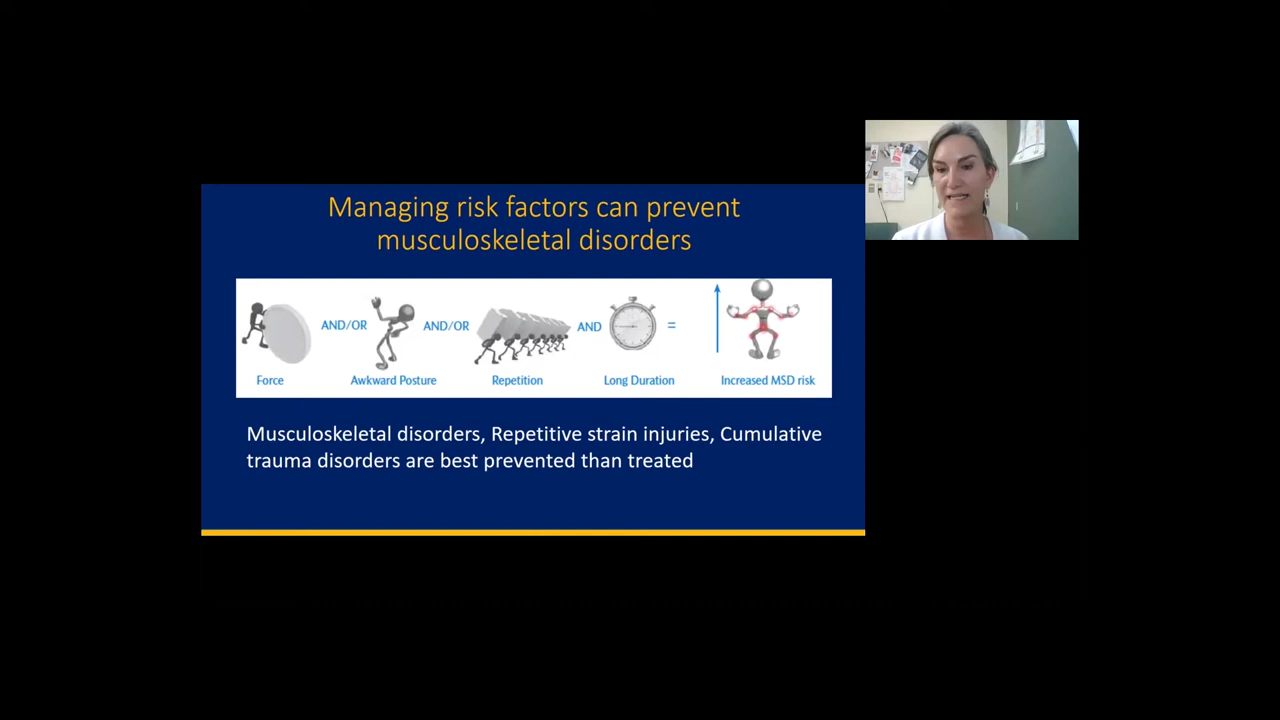 Managing risk factors can prevent
musculoskeletal disorders
AND/OR AND/OR AND =
Force Awkward Posture Repetition Long Duration Increased MSD risk
Musculoskeletal disorders, Repetitive strain injuries, Cumulative
trauma disorders are best prevented than treated